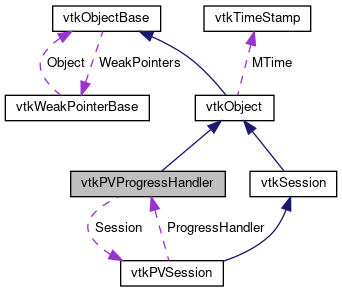 vtkObjectBase
vtkTimeStamp
Object
WeakPointers
MTime
vtkWeakPointerBase
vtkObject
vtkPVProgressHandler
vtkSession
Session
ProgressHandler
vtkPVSession